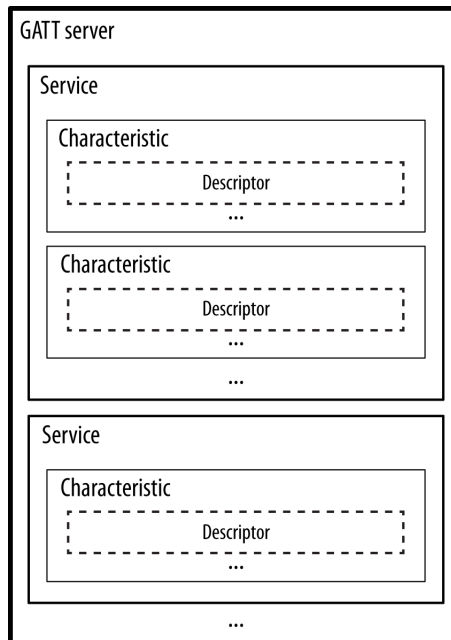 GATT server
Service
Characteristic
Descriptor
...
Characteristic
Descriptor
...
...
Service
Characteristic
Descriptor
...
...